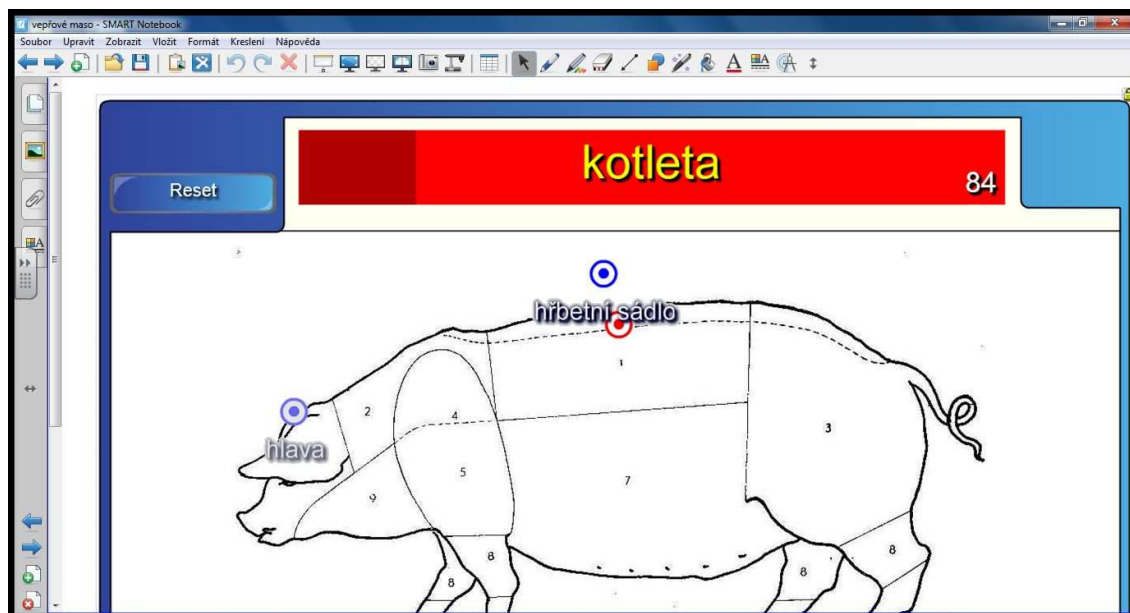 vepřové maso - SMART Notebook
Soubor Upravit Zobrazit Vložit Formát Kreslení Nápověda
kotleta
84
Reset
hřbetní sádlo
hlava
1
2
4
3
5
7
9
8
8
8
8